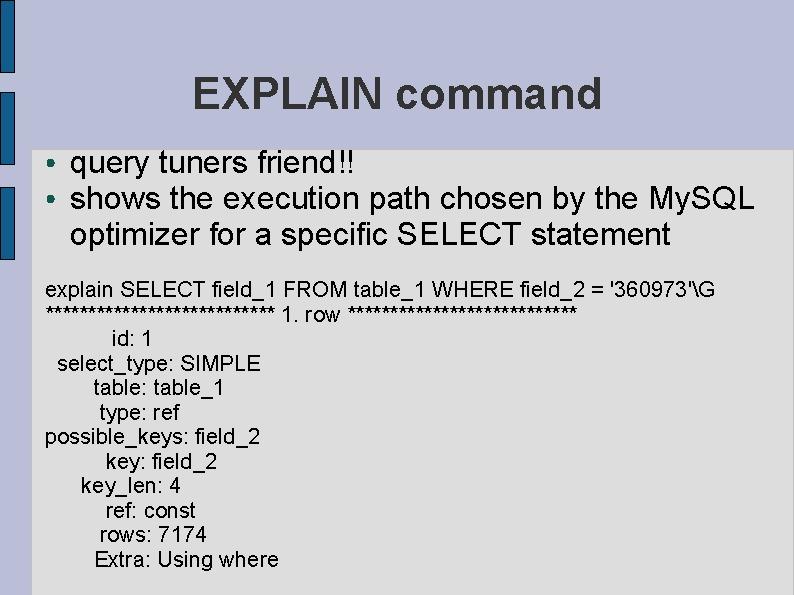 EXPLAIN command
• query tuners friend!!
• shows the execution path chosen by the My.SQL
optimizer for a specific SELECT statement
explain SELECT field_1 FROM table_1 WHERE field_2 = '360973'\G
*************************** 1. row ***************************
id: 1
select_type: SIMPLE
table: table_1
type: ref
possible_keys: field_2
key: field_2
key_len: 4
ref: const
rows: 7174
Extra: Using where